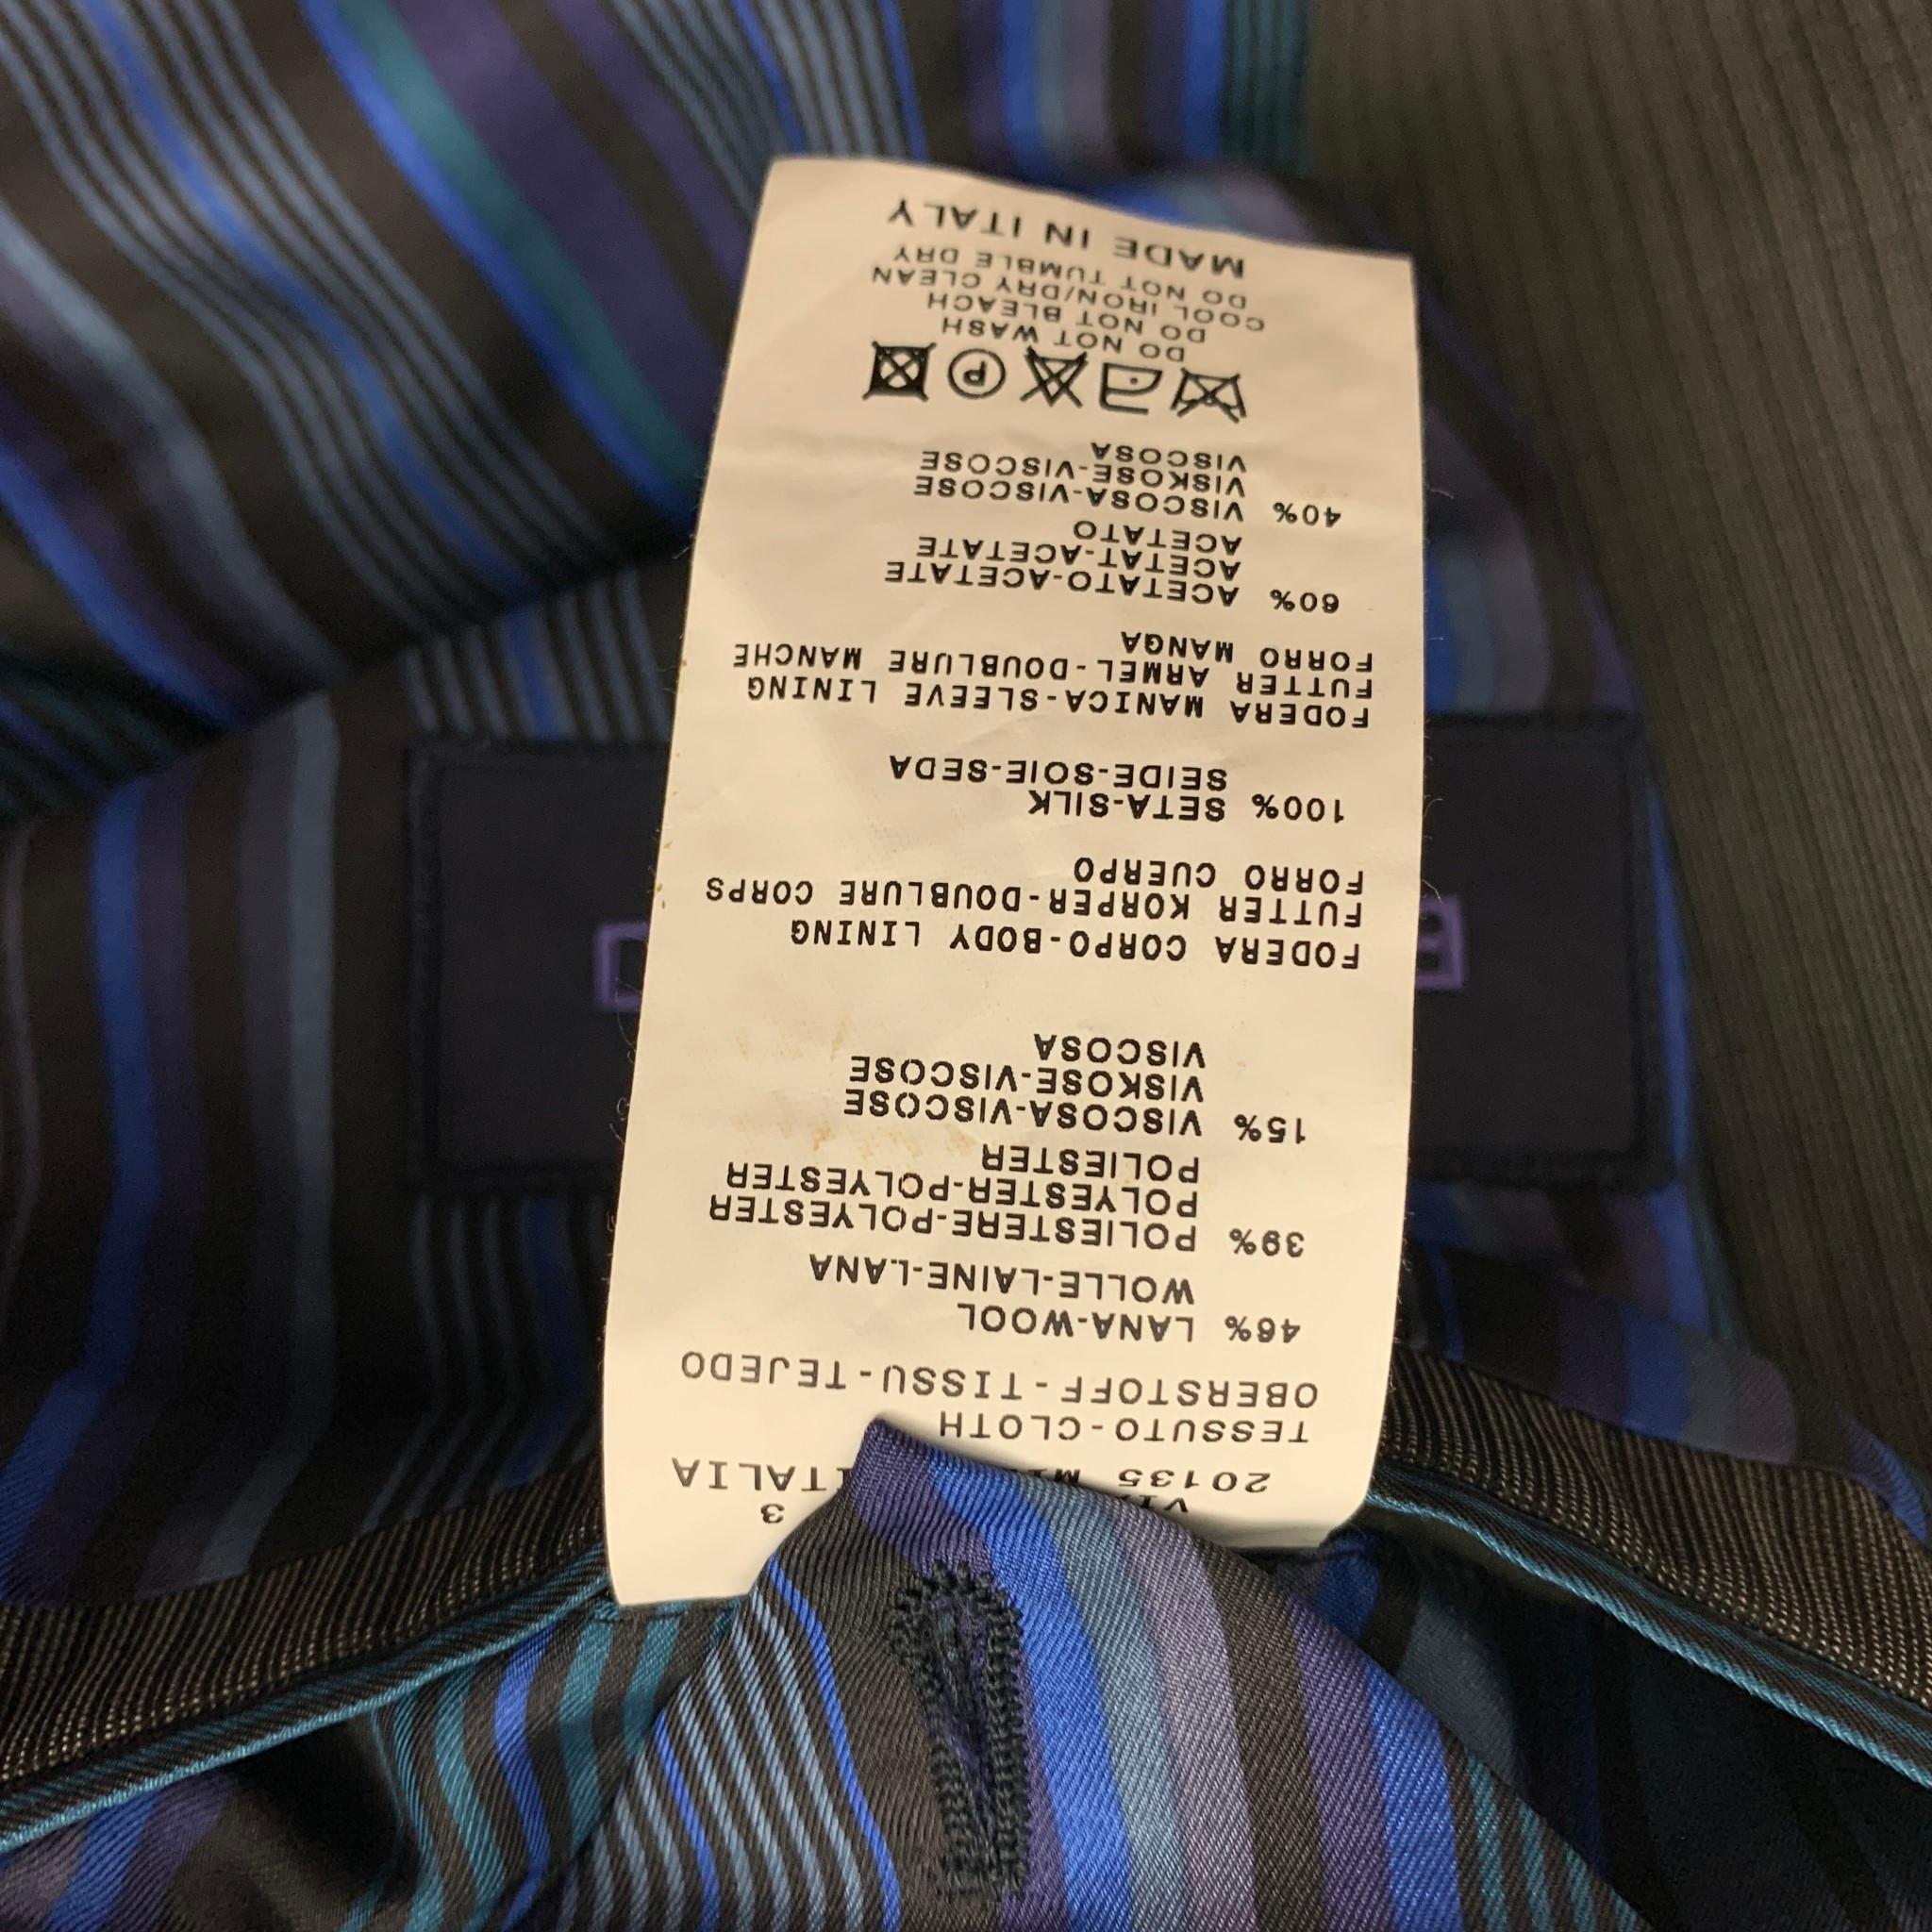 3
20135 ITALIA
TESSUTO-CLOTH
OBERSTOFF-TISSU-TEJEDO
46% LANA-WOOL
WOLLE-LAINE-LANA
39% POLIESTERE-POLYESTER
POLYESTER-POLYESTER
POLIESTER
15% VISCOSA-VISCOSE
VISKOSE-VISCOSE
VISCOSA
FODERA CORPO-BODY LINING
FUTTER KORPER-DOUBLURE CORPS
FORRO CUERPO
100% SETA-SILK
SEIDE-SOIE-SEDA
FODERA MANICA-SLEEVE LINING
FUTTER ARMEL-DOUBLURE MANCHE
FORRO MANGA
60% ACETATO-ACETATE
ACETAT-ACETATE
ACETATO
40% VISCOSA-VISCOSE
VISKOSE-VISCOSE
VISCOSA
P
DO NOT WASH
DO NOT BLEACH
COOL IRON/DRY CLEAN
DO NOT TUMBLE DRY
MADE IN ITALY